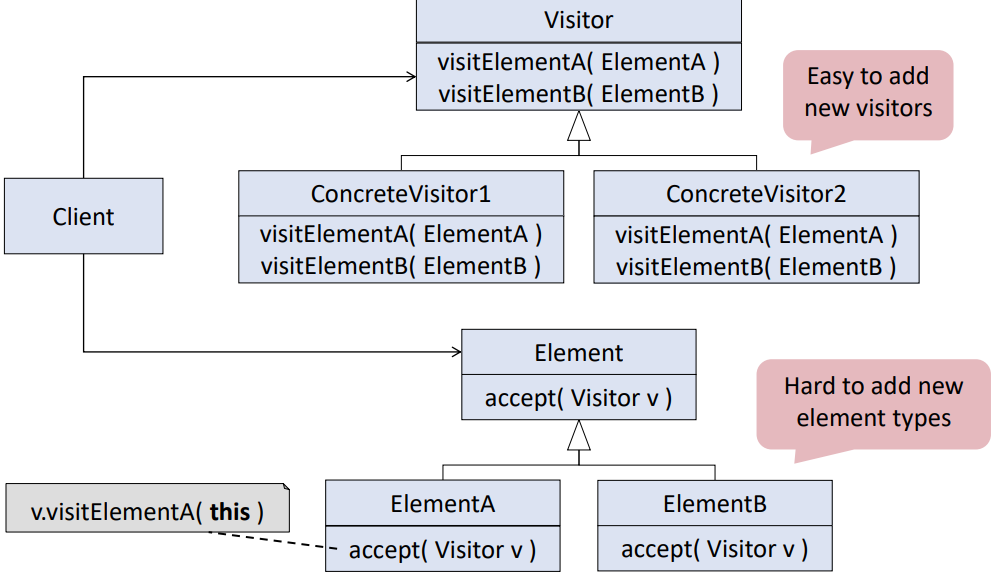 Visitor
visitElementA( ElementA )
visitElementB( ElementB )
Easy to add
new visitors
Client
ConcreteVisitor1
visitElementA( ElementA )
visitElementB( ElementB )
ConcreteVisitor2
visitElementA( ElementA )
visitElementB( ElementB )
Element
accept( Visitor v )
Hard to add new
element types
v.visitElementA( this )
ElementA
accept( Visitor v )
ElementB
accept( Visitor v )